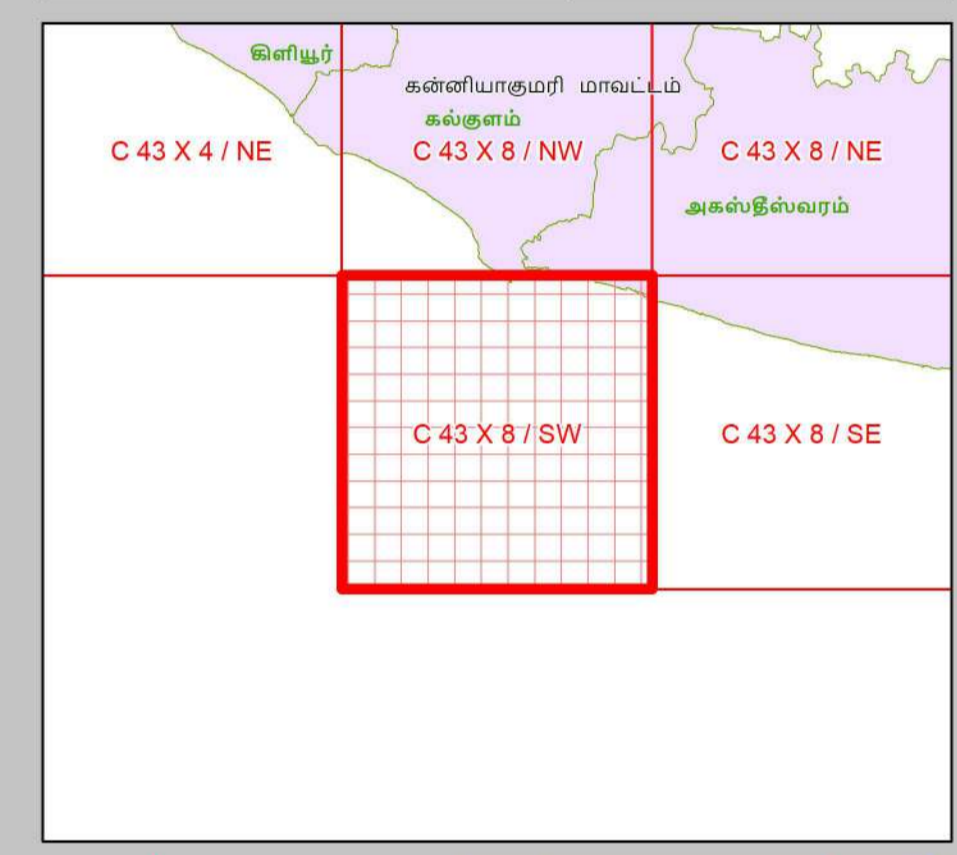 கிளியூர்
கன்னியாகுமரி மாவட்டம்
கல்குளம்
C 43 X 4 / NE
C 43 X 8 / NW
C 43 X 8 / NE
அகஸ்தீஸ்வரம்
C 43 X 8 / SW
C 43 X 8 / SE